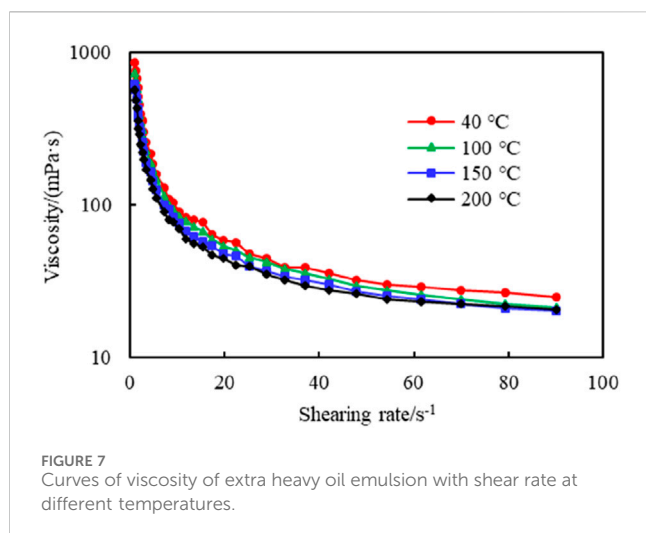 1000
100
10
Viscosity/(mPa·s)
40 °C
100 °C
150 °C
200 °C
0
20
40
60
80
100
Shearing rate/s⁻¹
FIGURE 7
Curves of viscosity of extra heavy oil emulsion with shear rate at
different temperatures.